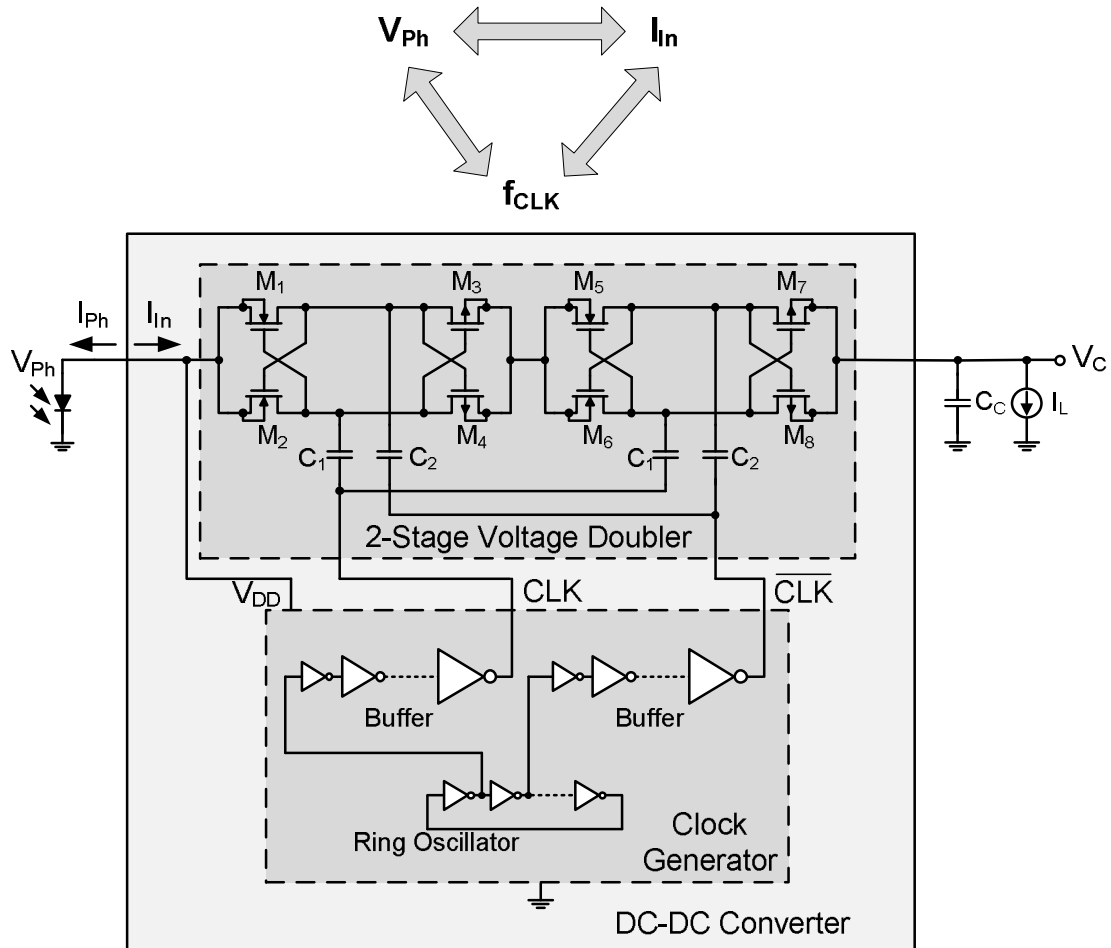 V_Ph I_In
f_CLK
M_1 M_3 M_5 M_7
I_Ph I_In
V_Ph
V_C
C_C I_L
M_2 M_4 M_6 M_8
C_1 C_2 C_1 C_2
2-Stage Voltage Doubler
V_DD CLK \overline{CLK}
Buffer Buffer
Ring Oscillator
Clock
Generator
DC-DC Converter